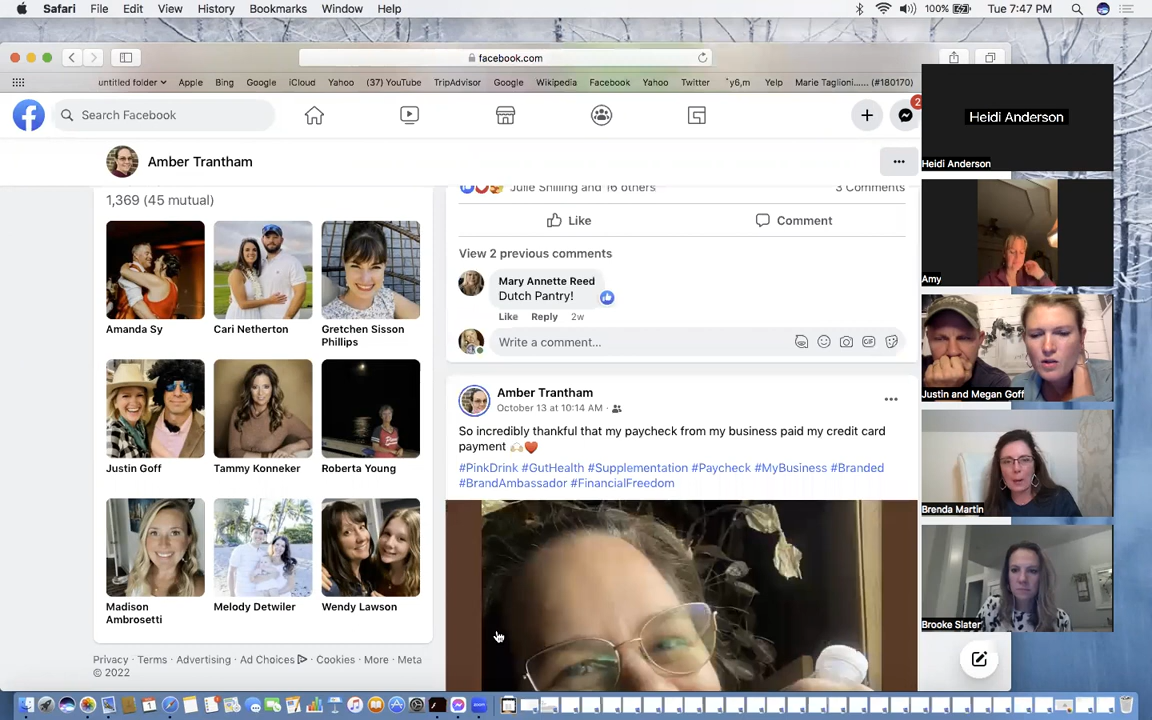 Safari File Edit View History Bookmarks Window Help
100% Tue 7:47 PM
facebook.com
untitled folder Apple Bing Google iCloud Yahoo (37) YouTube TripAdvisor Google Wikipedia Facebook Yahoo Twitter Yelp Marie Taglioni...... (#180170)
Search Facebook
2
Amber Trantham
1,369 (45 mutual)
Amanda Sy
Cari Netherton
Gretchen Sisson
Phillips
Justin Goff
Tammy Konneker
Roberta Young
Madison
Ambrosetti
Melody Detwiler
Wendy Lawson
Privacy · Terms · Advertising · Ad Choices · Cookies · More · Meta
© 2022
Julie Shilling and 16 others
3 Comments
Like
Comment
View 2 previous comments
Mary Annette Reed
Dutch Pantry!
Like Reply 2w
Write a comment...
GIF
Amber Trantham
October 13 at 10:14 AM ·
So incredibly thankful that my paycheck from my business paid my credit card
payment
#PinkDrink #GutHealth #Supplementation #Paycheck #MyBusiness #Branded
#BrandAmbassador #FinancialFreedom
Heidi Anderson
Heidi Anderson
Amy
Justin and Megan Goff
Brenda Martin
Brooke Slater